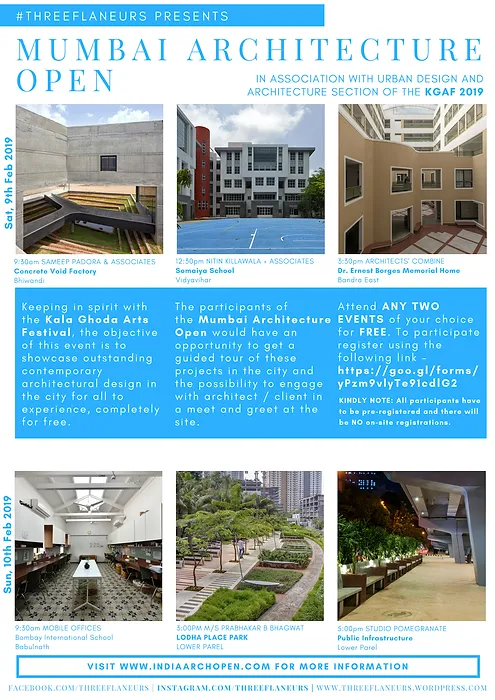 #THREEFLANEURS PRESENTS
MUMBAI ARCHITECTURE
OPEN
IN ASSOCIATION WITH URBAN DESIGN AND
ARCHITECTURE SECTION OF THE KGAF 2019
Sat, 9th Feb 2019
9:30am SAMEEP PADORA & ASSOCIATES
Concrete Void Factory
Bhiwandi
12:30pm NITIN KILLAWALA + ASSOCIATES
Somaiya School
Vidyavihar
3:30pm ARCHITECTS' COMBINE
Dr. Ernest Borges Memorial Home
Bandra East
Keeping in spirit with
the Kala Ghoda Arts
Festival, the objective
of this event is to
showcase outstanding
contemporary
architectural design in
the city for all to
experience, completely
for free.
The participants of
the Mumbai Architecture
Open would have an
opportunity to get a
guided tour of these
projects in the city and
the possibility to engage
with architect / client in
a meet and greet at the
site.
Attend ANY TWO
EVENTS of your choice
for FREE. To participate
register using the
following link -
https://goo.gl/forms/
yPzm9vlyTe91cdlG2
KINDLY NOTE: All participants have
to be pre-registered and there will
be NO on-site registrations.
Sun, 10th Feb 2019
9:30am MOBILE OFFICES
Bombay International School
Babulnath
3:00PM M/S PRABHAKAR B BHAGWAT
LODHA PLACE PARK
LOWER PAREL
5:00pm STUDIO POMEGRANATE
Public Infrastructure
Lower Parel
VISIT WWW.INDIAARCHOPEN.COM FOR MORE INFORMATION
FACEBOOK.COM/THREEFLANEURS | INSTAGRAM.COM/THREEFLANEURS | WWW.THREEFLANEURS.WORDPRESS.COM